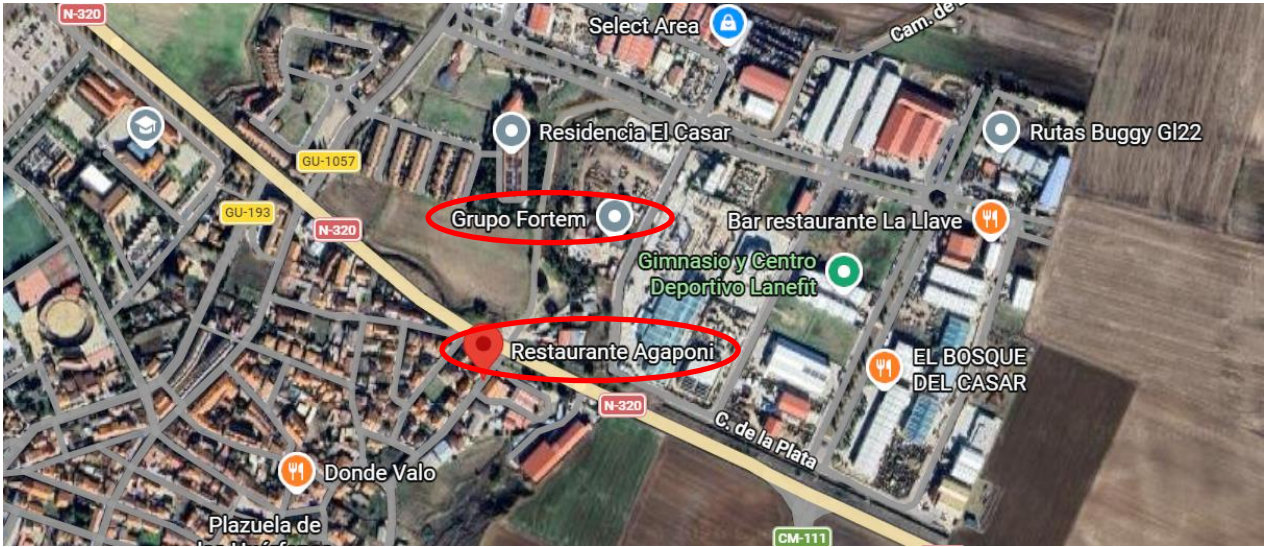 N-320
Select Area
Cam. de
Residencia El Casar
Rutas Buggy Gl22
GU-1057
GU-193
N-320
Grupo Fortem
Bar restaurante La Llave
Gimnasio y Centro
Deportivo Lanefit
Restaurante Agaponi
EL BOSQUE
DEL CASAR
N-320
C. de la Plata
Donde Valo
Plazuela de
CM-111